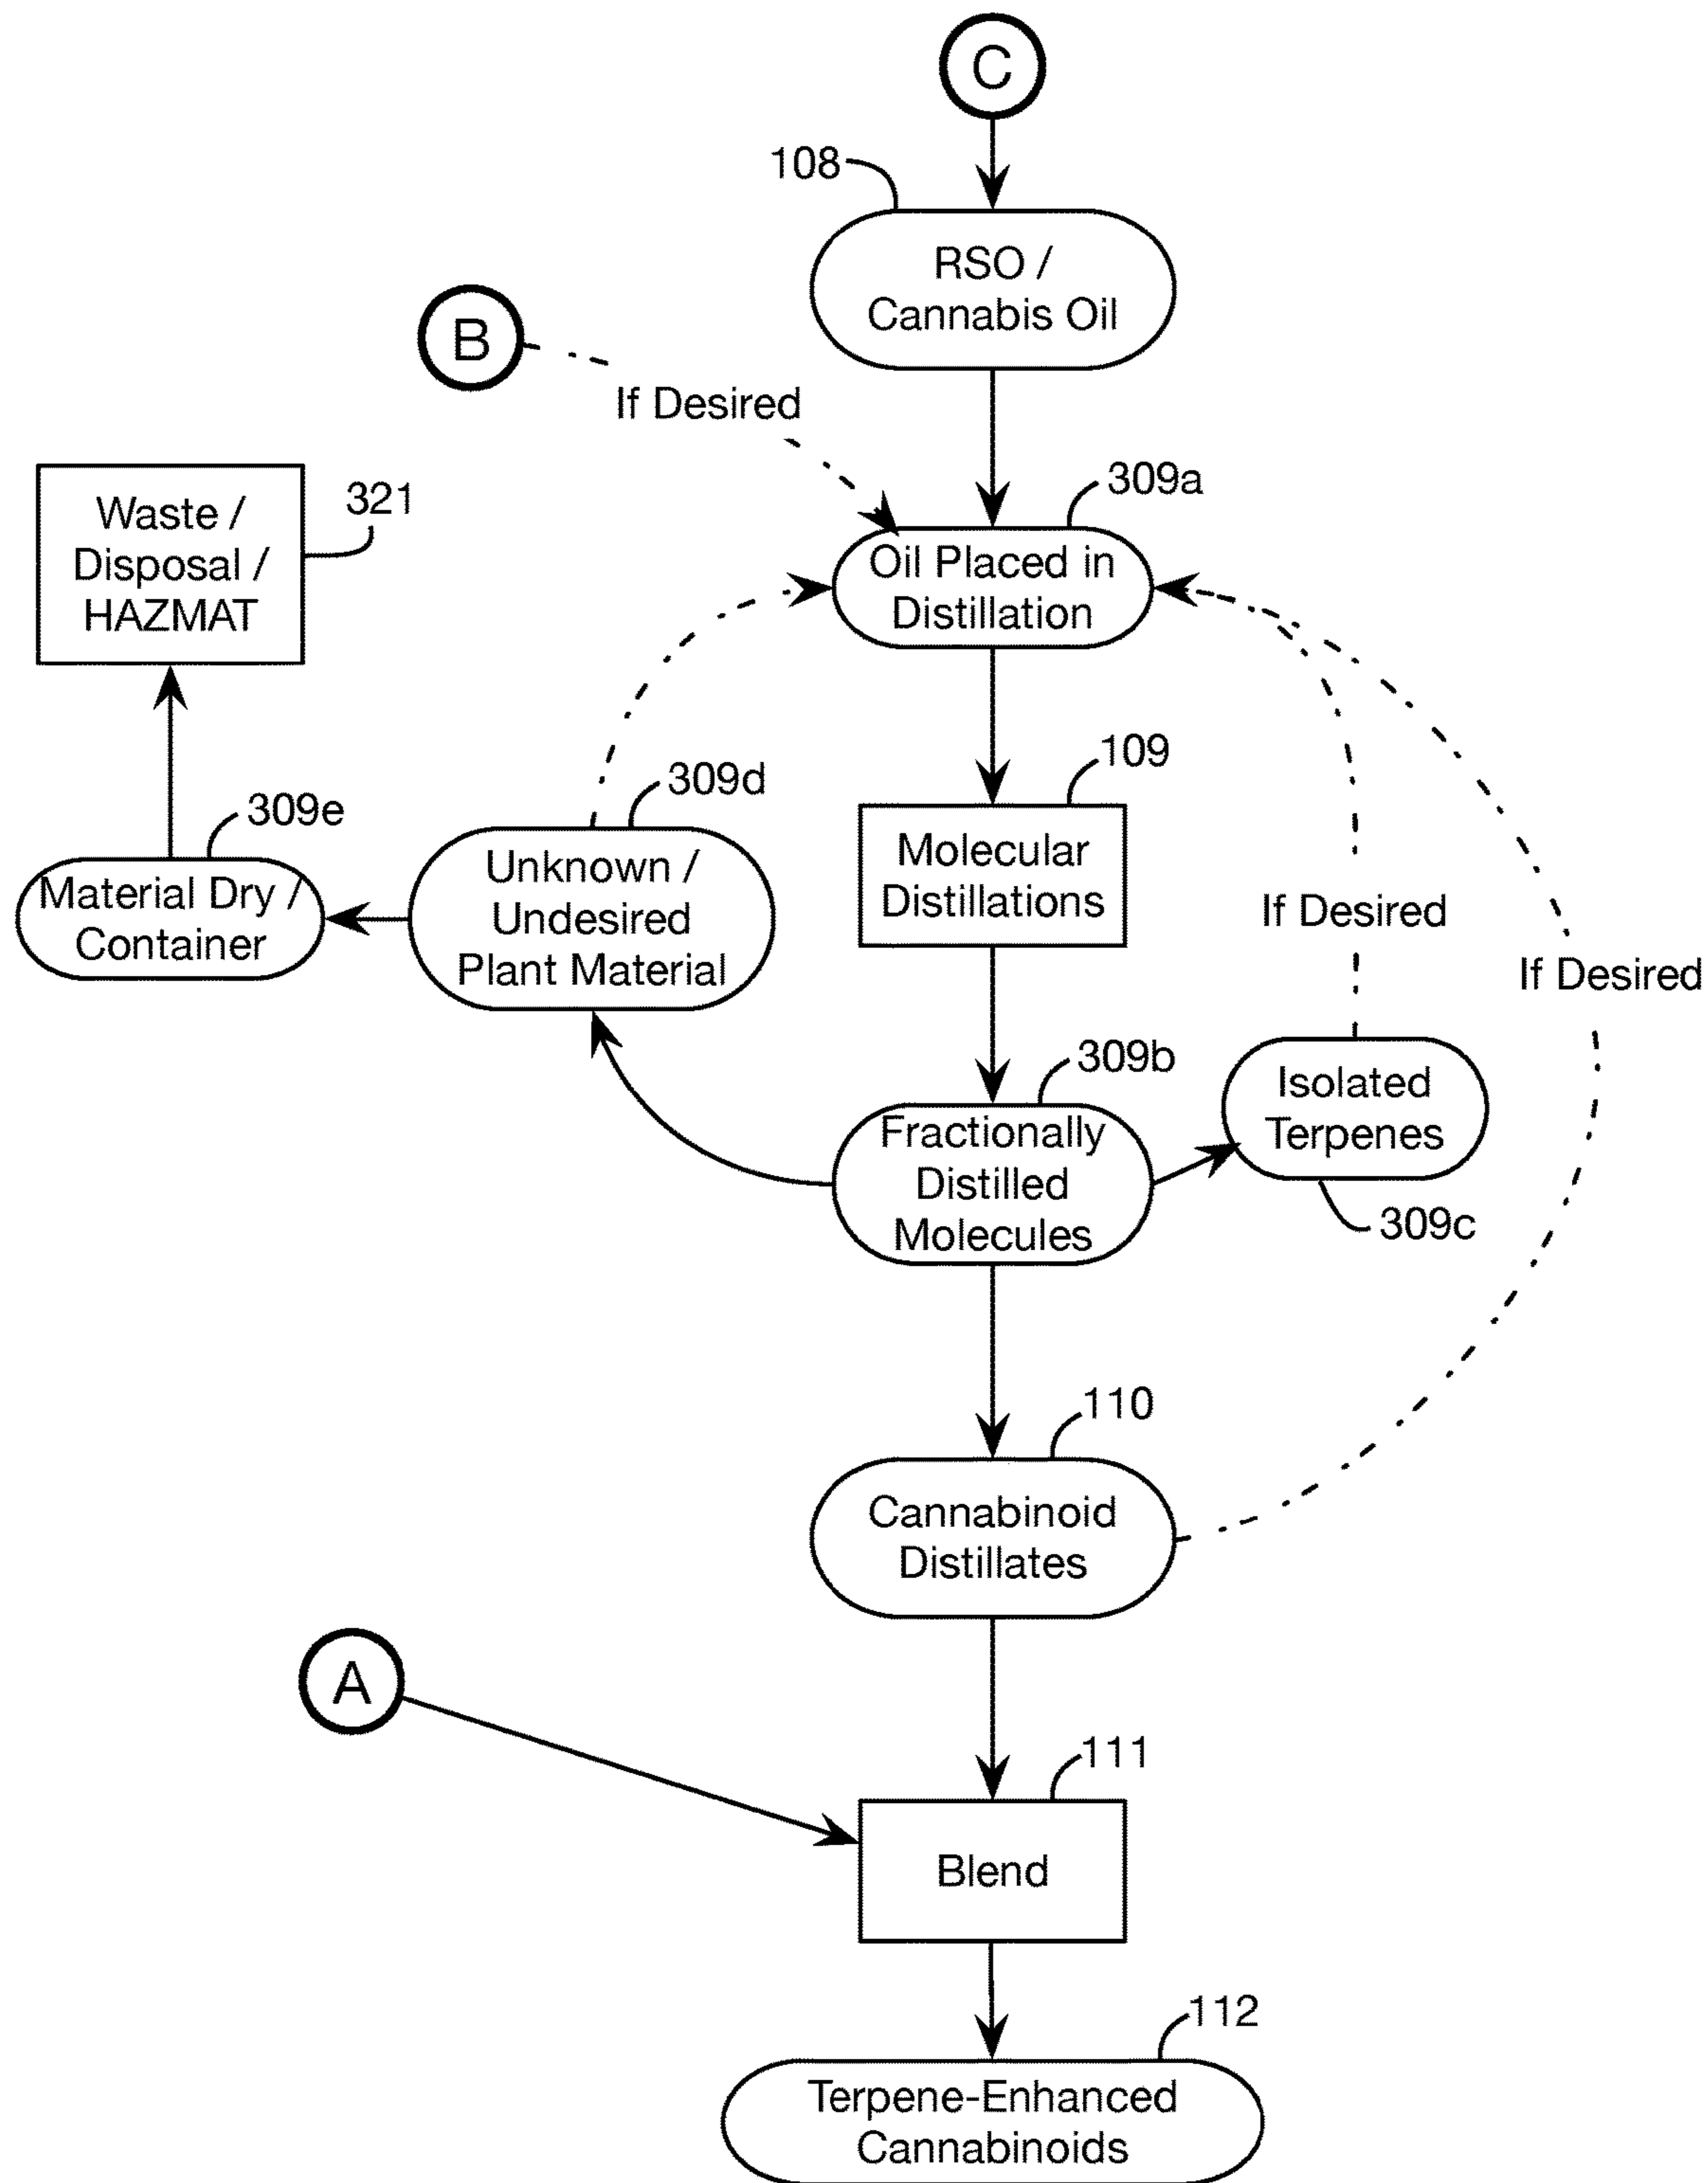 C
108
RSO /
Cannabis Oil
B
If Desired
309a
Oil Placed in
Distillation
Waste /
Disposal /
HAZMAT
321
109
Molecular
Distillations
309d
Unknown /
Undesired
Plant Material
309e
Material Dry /
Container
If Desired
If Desired
309b
Fractionally
Distilled
Molecules
Isolated
Terpenes
309c
110
Cannabinoid
Distillates
A
111
Blend
112
Terpene-Enhanced
Cannabinoids